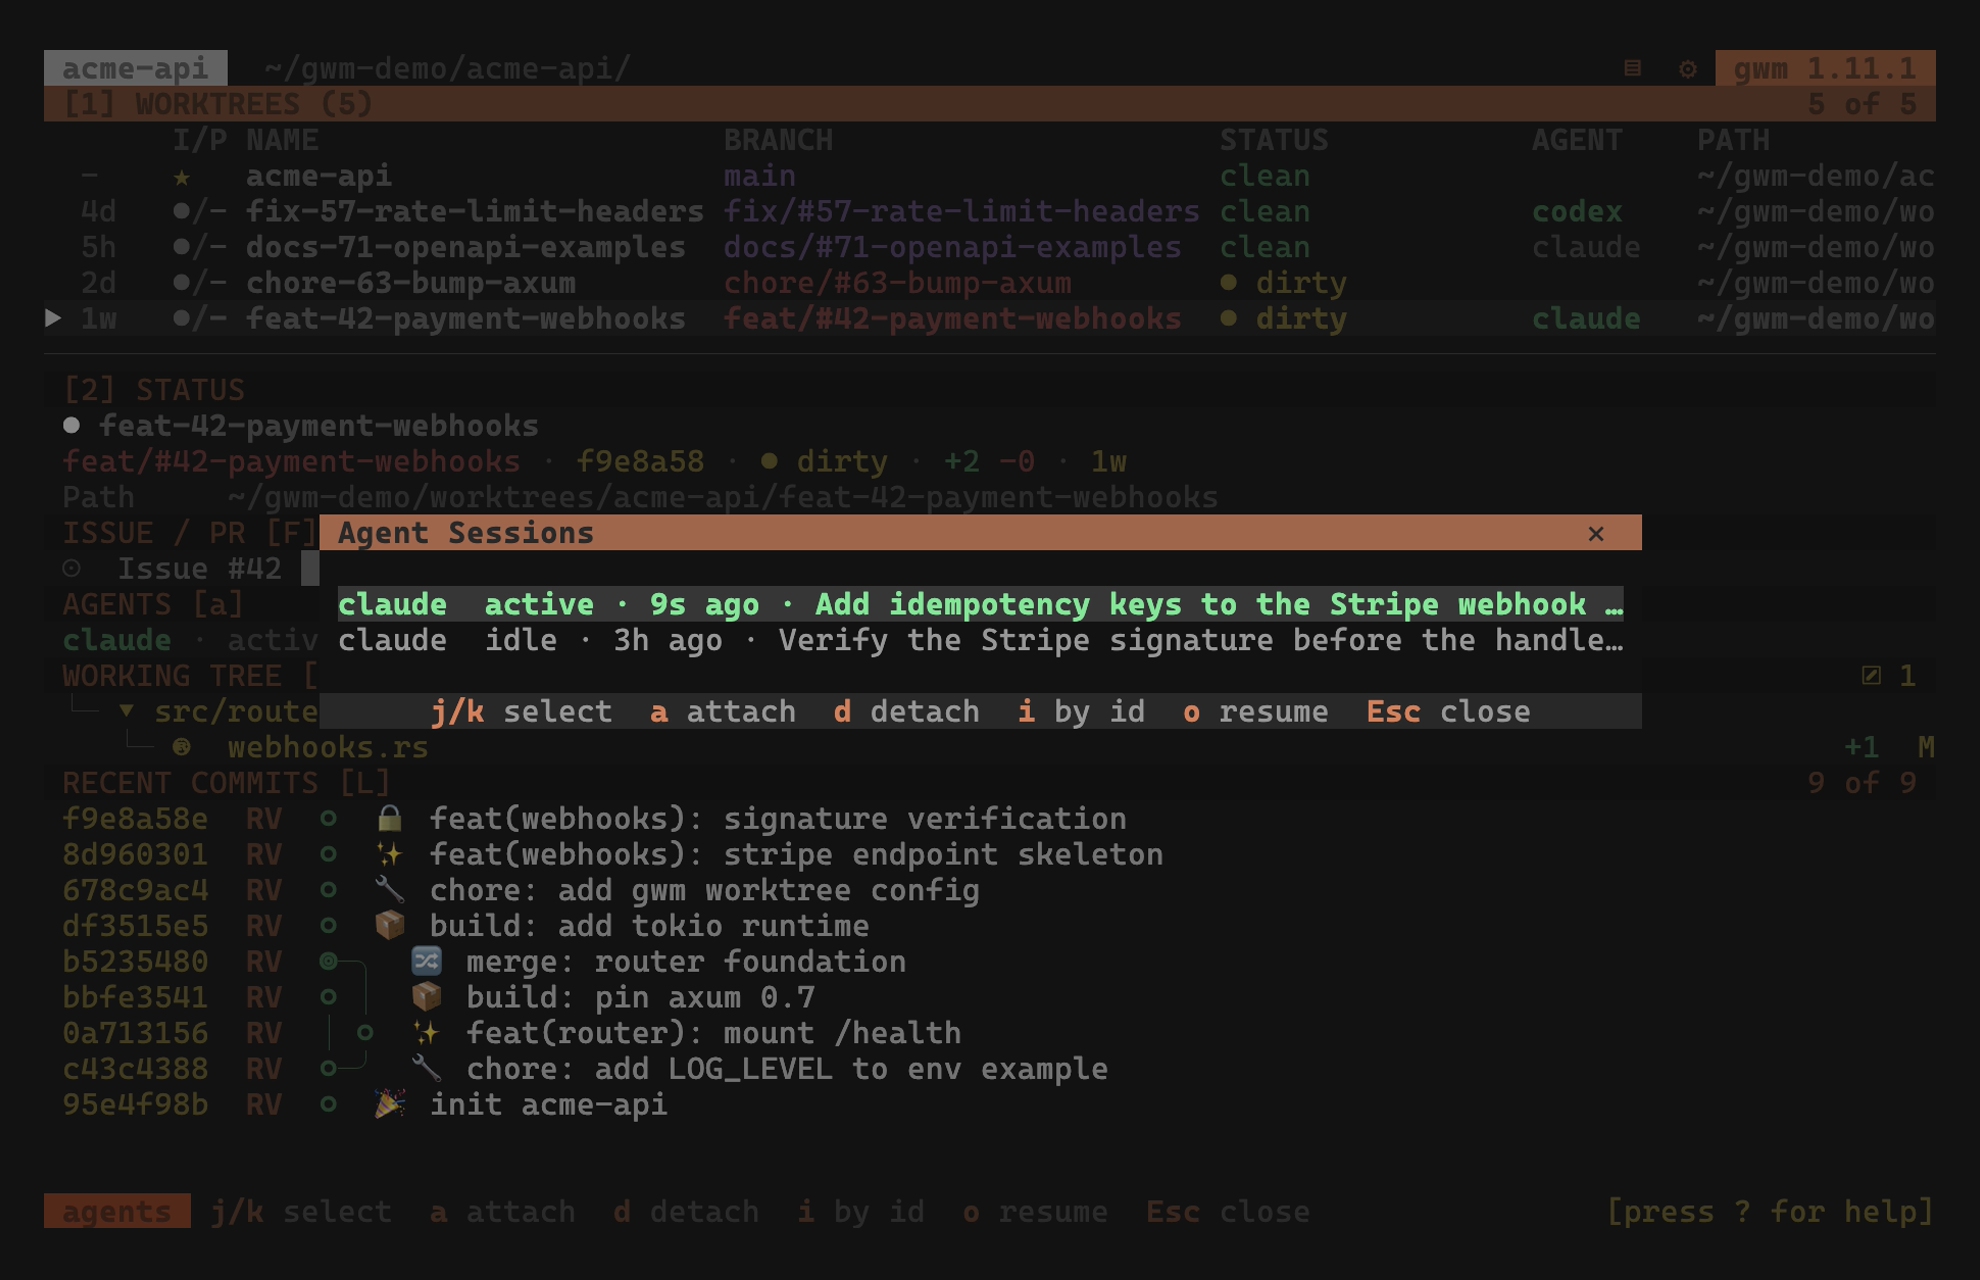 acme-api ~/gwm-demo/acme-api/ gwm 1.11.1
[1] WORKTREES (5) 5 of 5
I/P NAME BRANCH STATUS AGENT PATH
- ★ acme-api main clean ~/gwm-demo/ac
4d ●/- fix-57-rate-limit-headers fix/#57-rate-limit-headers clean codex ~/gwm-demo/wo
5h ●/- docs-71-openapi-examples docs/#71-openapi-examples clean claude ~/gwm-demo/wo
2d ●/- chore-63-bump-axum chore/#63-bump-axum ● dirty ~/gwm-demo/wo
▶ 1w ●/- feat-42-payment-webhooks feat/#42-payment-webhooks ● dirty claude ~/gwm-demo/wo
[2] STATUS
● feat-42-payment-webhooks
feat/#42-payment-webhooks · f9e8a58 · ● dirty · +2 -0 · 1w
Path ~/gwm-demo/worktrees/acme-api/feat-42-payment-webhooks
ISSUE / PR [F]
Agent Sessions ×
Issue #42
AGENTS [a]
claude active · 9s ago · Add idempotency keys to the Stripe webhook …
claude · activ
claude idle · 3h ago · Verify the Stripe signature before the handle…
WORKING TREE [ 1
▼ src/route
j/k select a attach d detach i by id o resume Esc close
webhooks.rs +1 M
RECENT COMMITS [L] 9 of 9
f9e8a58e RV feat(webhooks): signature verification
8d960301 RV feat(webhooks): stripe endpoint skeleton
678c9ac4 RV chore: add gwm worktree config
df3515e5 RV build: add tokio runtime
b5235480 RV merge: router foundation
bbfe3541 RV build: pin axum 0.7
0a713156 RV feat(router): mount /health
c43c4388 RV chore: add LOG_LEVEL to env example
95e4f98b RV init acme-api
agents j/k select a attach d detach i by id o resume Esc close [press ? for help]